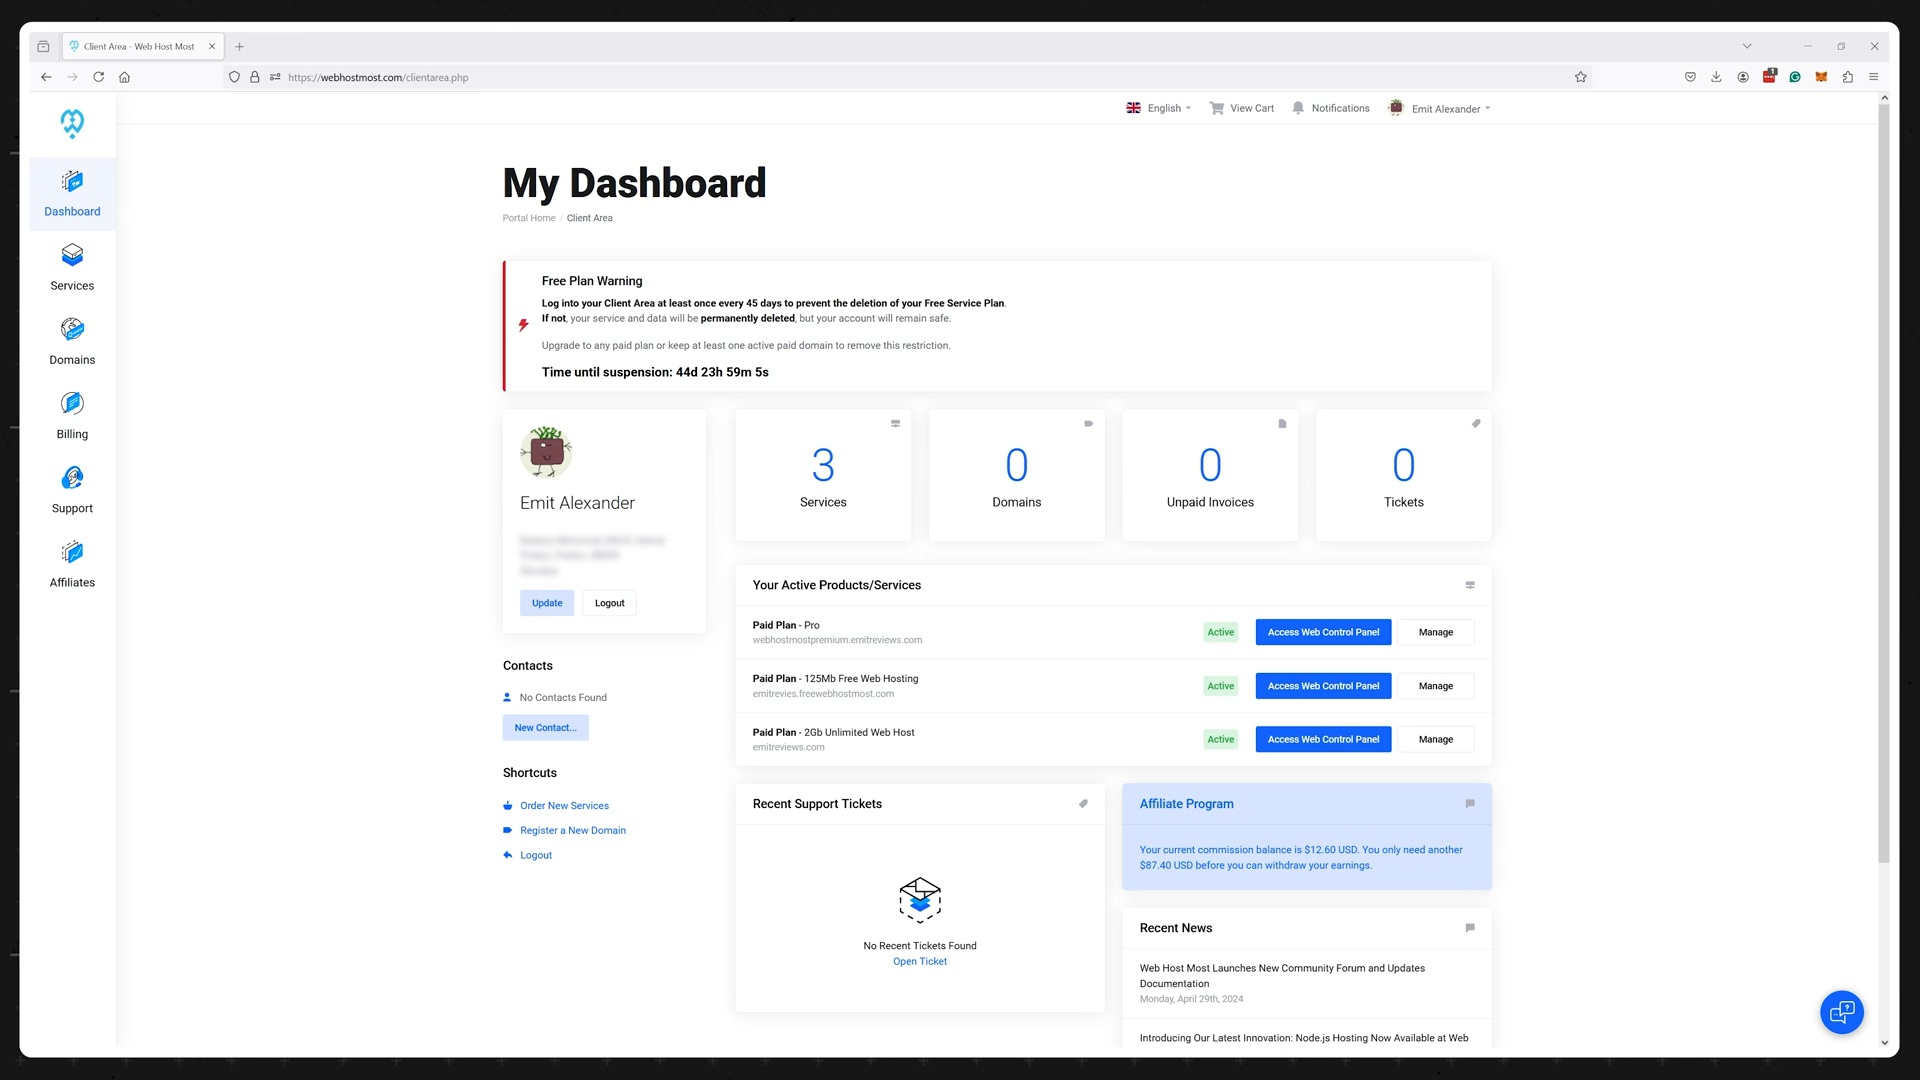 Client Area - Web Host Most
https://webhostmost.com/clientarea.php
1
English
View Cart
Notifications
Emit Alexander
Dashboard
Services
Domains
Billing
Support
Affiliates
My Dashboard
Portal Home / Client Area
Free Plan Warning
Log into your Client Area at least once every 45 days to prevent the deletion of your Free Service Plan.
If not, your service and data will be permanently deleted, but your account will remain safe.
Upgrade to any paid plan or keep at least one active paid domain to remove this restriction.
Time until suspension: 44d 23h 59m 5s
Emit Alexander
Update
Logout
Contacts
No Contacts Found
New Contact...
Shortcuts
Order New Services
Register a New Domain
Logout
3
Services
0
Domains
0
Unpaid Invoices
0
Tickets
Your Active Products/Services
Paid Plan - Pro
webhostmostpremium.emitreviews.com
Active
Access Web Control Panel
Manage
Paid Plan - 125Mb Free Web Hosting
emitrevies.freewebhostmost.com
Active
Access Web Control Panel
Manage
Paid Plan - 2Gb Unlimited Web Host
emitreviews.com
Active
Access Web Control Panel
Manage
Recent Support Tickets
No Recent Tickets Found
Open Ticket
Affiliate Program
Your current commission balance is $12.60 USD. You only need another
$87.40 USD before you can withdraw your earnings.
Recent News
Web Host Most Launches New Community Forum and Updates
Documentation
Monday, April 29th, 2024
Introducing Our Latest Innovation: Node.js Hosting Now Available at Web